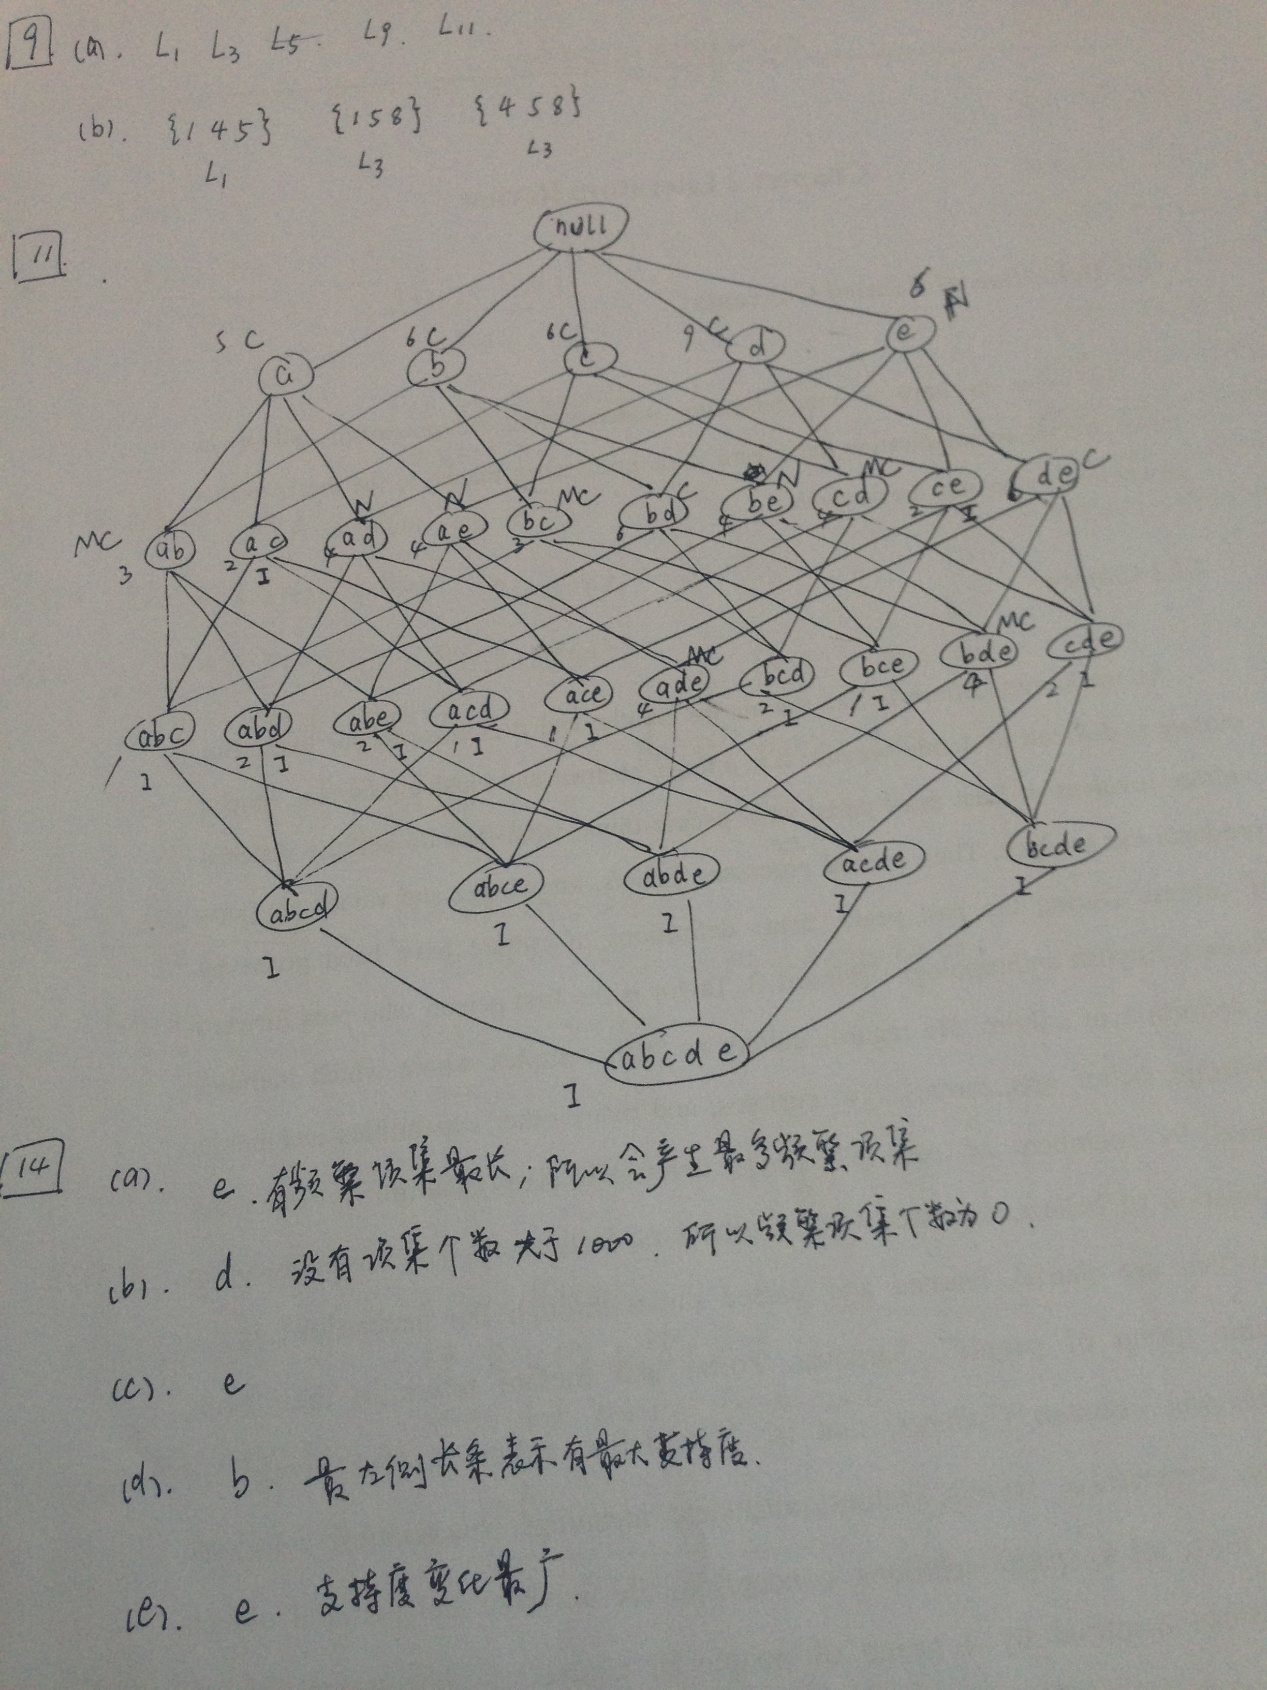 9 (a). L1 L3 L5. L9. L11.
(b). {1 4 5} {1 5 8} {4 5 8}
L1 L3 L3
11.
null
5 C 6C 6C 9 C 6 N
a b c d e
MC N N MC C N MC C
ab ac ad ae bc bd be cd ce de
3 2 I 4 4 3 6 4 4 2 I 6
MC MC
abc abd abe acd ace ade bcd bce bde cde
1 I 2 I 2 I 1 I 1 I 4 2 I 1 I 4 2 I
abcd abce abde acde bcde
I I I I I
abcde
I
14 (a). e. 有频繁项集最长; 所以会产生最多频繁项集
(b). d. 没有项集个数大于1000. 所以频繁项集个数为0.
(c). e
(d). b. 最左侧长条表示有最大支持度.
(e). e. 支持度变化最广.